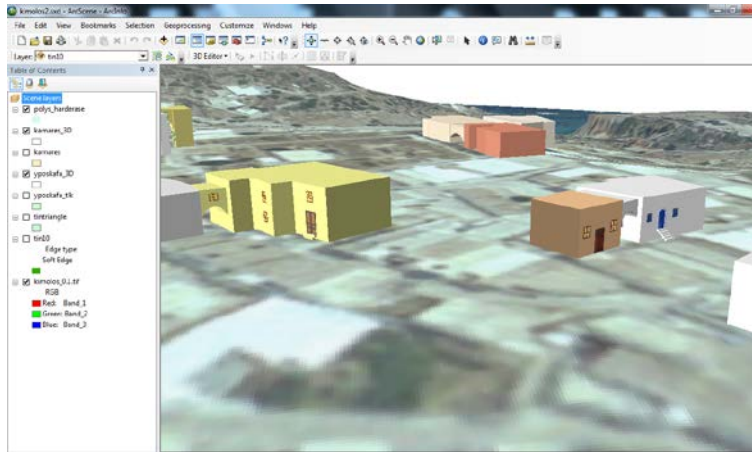 kimolos2.sxd - ArcScene - ArcInfo
File Edit View Bookmarks Selection Geoprocessing Customize Windows Help
Layer: tin10 3D Editor
Table of Contents
Scene layers
polys_harderase
kamares_3D
kamares
yposkafa_3D
yposkafa_tlk
tintriangle
tin10
Edge type
Soft Edge
kimolos_0.1.tif
RGB
Red: Band_1
Green: Band_2
Blue: Band_3